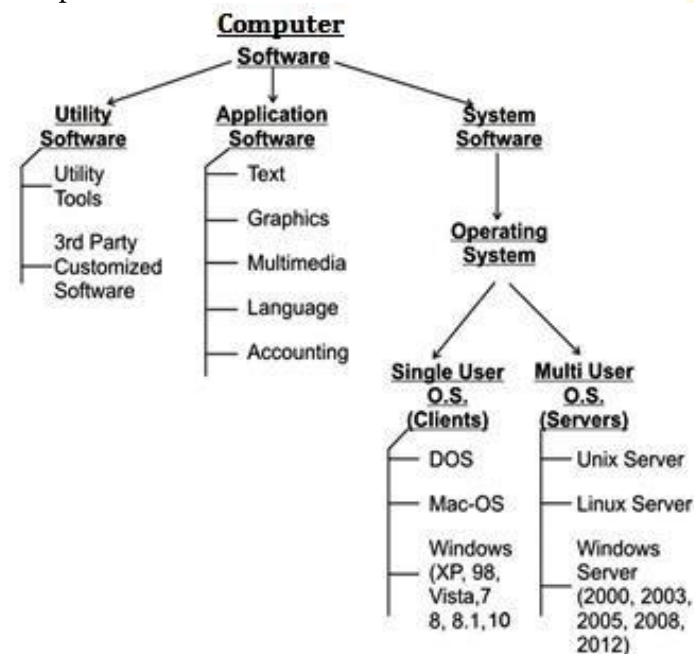 Computer
Software
Utility
Software
Utility
Tools
3rd Party
Customized
Software
Application
Software
Text
Graphics
Multimedia
Language
Accounting
System
Software
Operating
System
Single User
O.S.
(Clients)
DOS
Mac-OS
Windows
(XP, 98,
Vista,7
8, 8.1,10
Multi User
O.S.
(Servers)
Unix Server
Linux Server
Windows
Server
(2000, 2003,
2005, 2008,
2012)